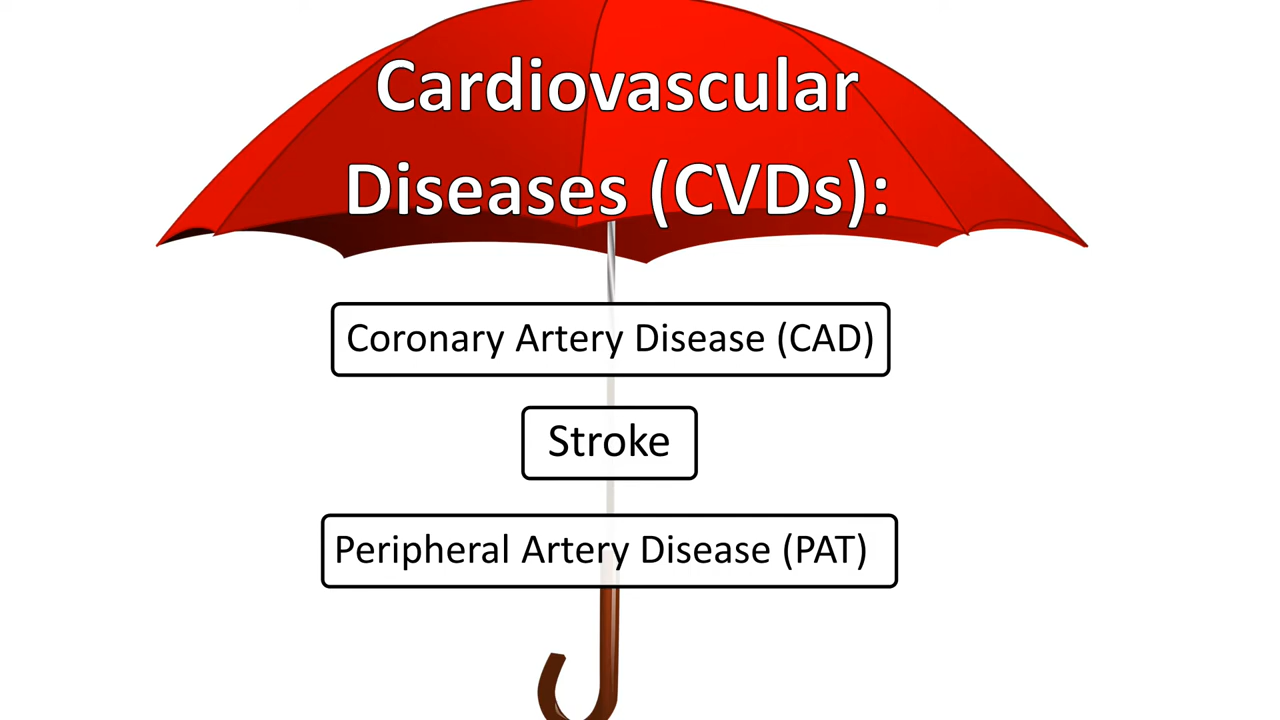 Cardiovascular
Diseases (CVDs):
Coronary Artery Disease (CAD)
Stroke
Peripheral Artery Disease (PAT)